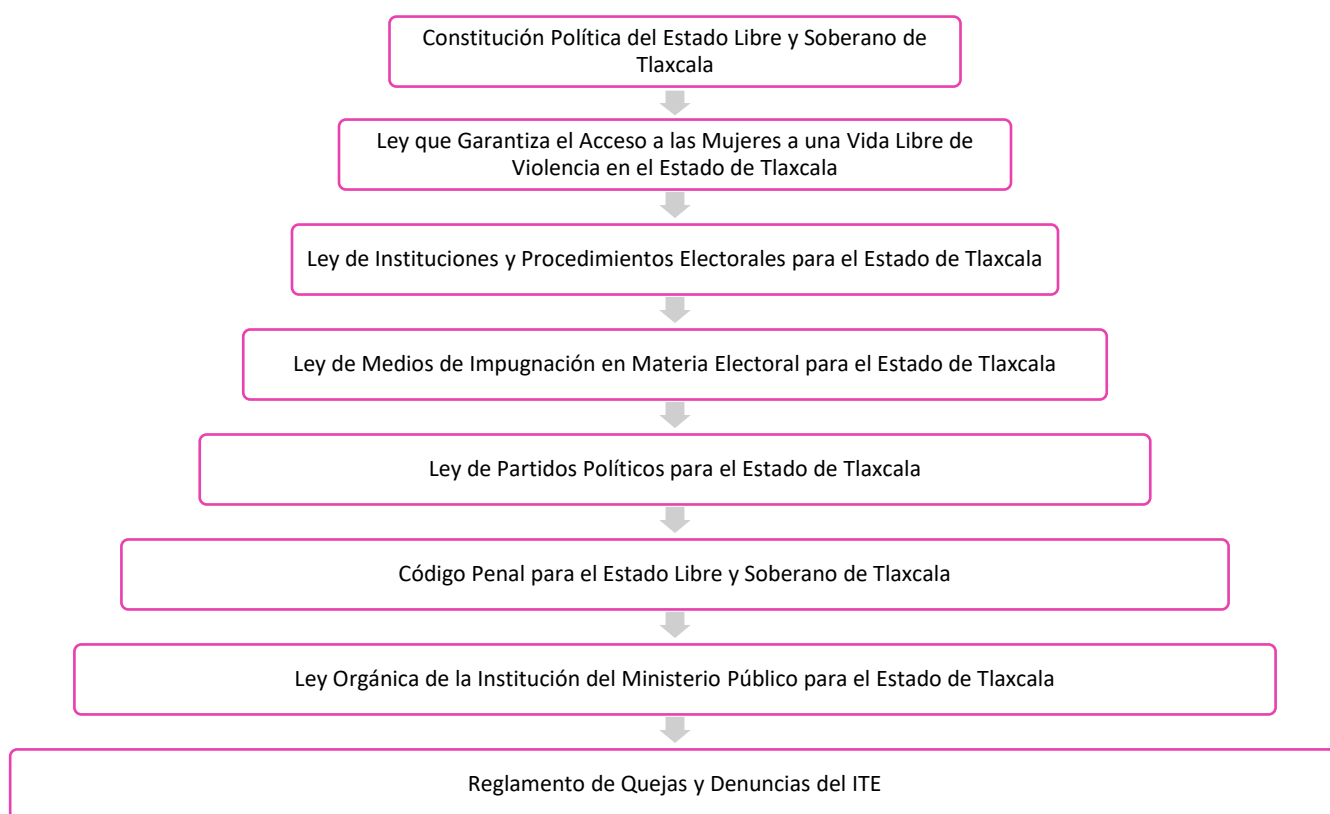 Constitución Política del Estado Libre y Soberano de
Tlaxcala
Ley que Garantiza el Acceso a las Mujeres a una Vida Libre de
Violencia en el Estado de Tlaxcala
Ley de Instituciones y Procedimientos Electorales para el Estado de Tlaxcala
Ley de Medios de Impugnación en Materia Electoral para el Estado de Tlaxcala
Ley de Partidos Políticos para el Estado de Tlaxcala
Código Penal para el Estado Libre y Soberano de Tlaxcala
Ley Orgánica de la Institución del Ministerio Público para el Estado de Tlaxcala
Reglamento de Quejas y Denuncias del ITE